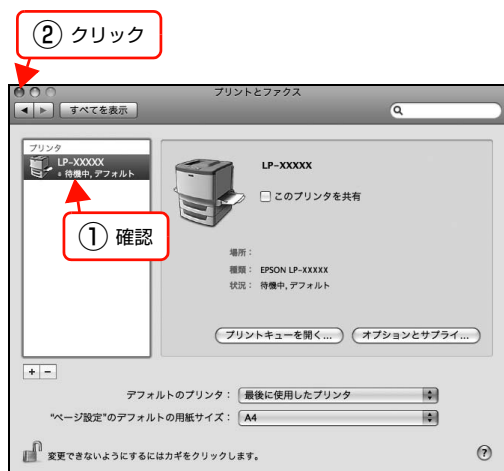 ② クリック
プリントとファクス
すべてを表示
プリンタ
LP-XXXXX
待機中, デフォルト
① 確認
LP-XXXXX
このプリンタを共有
場所：
種類： EPSON LP-XXXXX
状況： 待機中, デフォルト
プリントキューを開く... オプションとサプライ...
+ −
デフォルトのプリンタ： 最後に使用したプリンタ
"ページ設定"のデフォルトの用紙サイズ： A4
変更できないようにするにはカギをクリックします。 ?